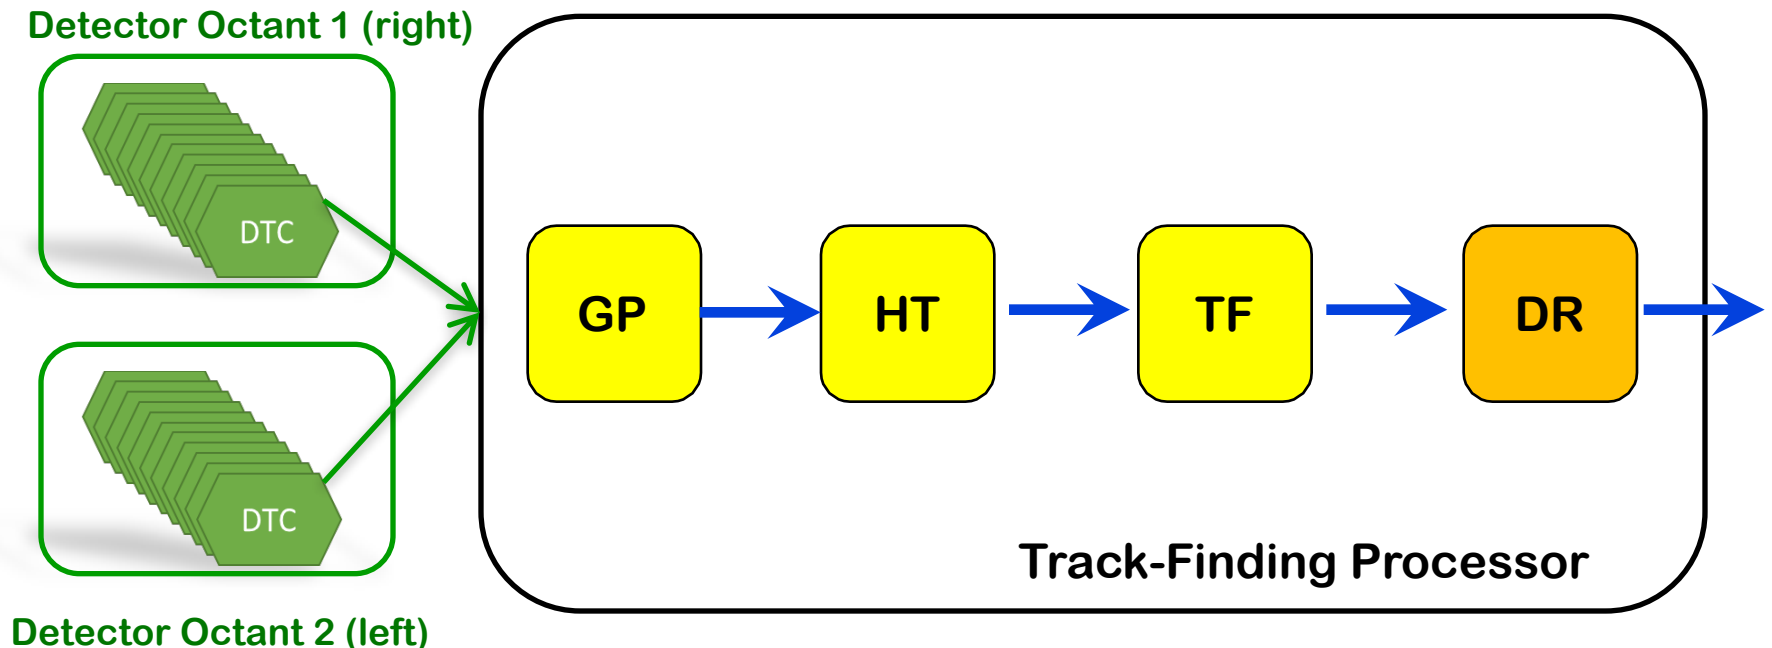 Detector Octant 1 (right)
DTC
GP
HT
TF
DR
DTC
Track-Finding Processor
Detector Octant 2 (left)